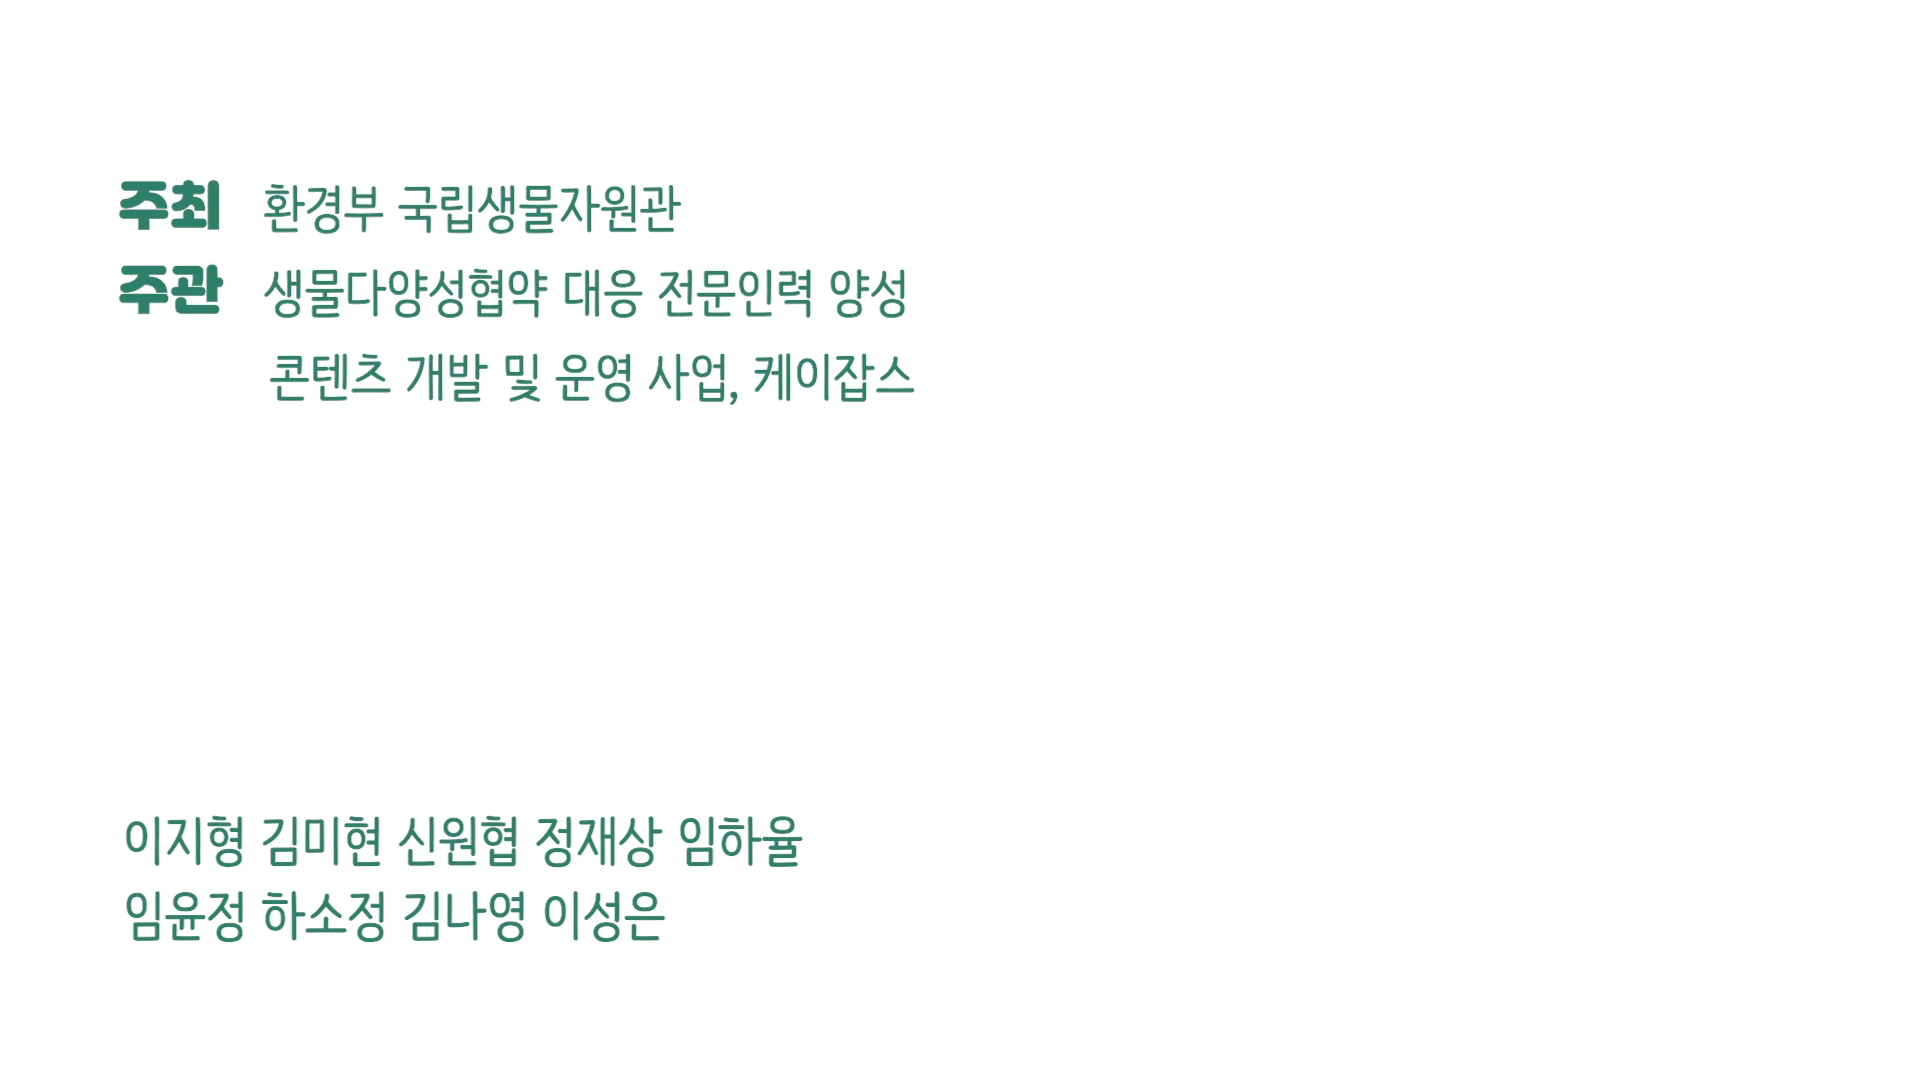 주최 환경부 국립생물자원관
주관 생물다양성협약 대응 전문인력 양성
콘텐츠 개발 및 운영 사업, 케이잡스
이지형 김미현 신원협 정재상 임하율
임윤정 하소정 김나영 이성은